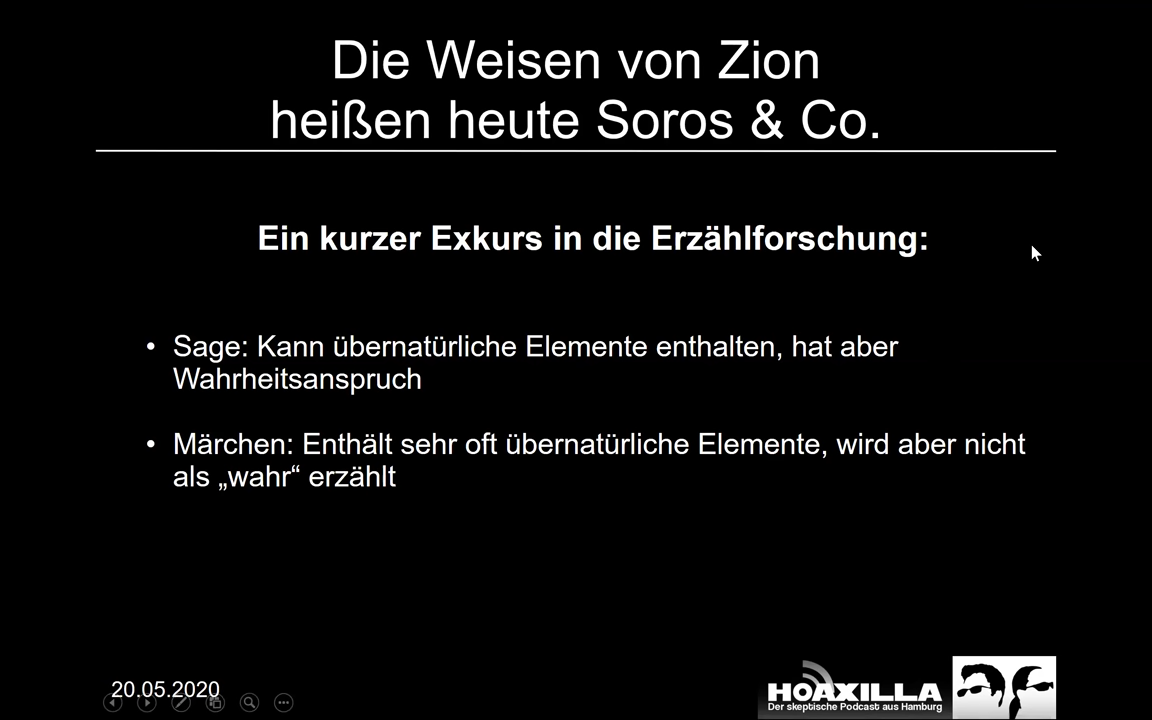 Die Weisen von Zion
heißen heute Soros & Co.
Ein kurzer Exkurs in die Erzählforschung:
• Sage: Kann übernatürliche Elemente enthalten, hat aber
Wahrheitsanspruch
• Märchen: Enthält sehr oft übernatürliche Elemente, wird aber nicht
als „wahr“ erzählt
20.05.2020
HOAXILLA
Der skeptische Podcast aus Hamburg